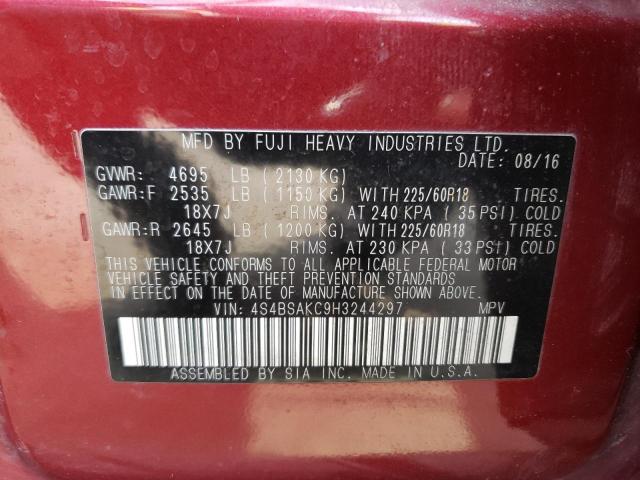 MFD BY FUJI HEAVY INDUSTRIES LTD.
DATE: 08/16
GVWR: 4695 LB ( 2130 KG)
GAWR:F 2535 LB ( 1150 KG) WITH 225/60R18 TIRES.
18X7J RIMS. AT 240 KPA ( 35 PSI) COLD
GAWR:R 2645 LB ( 1200 KG) WITH 225/60R18 TIRES.
18X7J RIMS. AT 230 KPA ( 33 PSI) COLD
THIS VEHICLE CONFORMS TO ALL APPLICABLE FEDERAL MOTOR
VEHICLE SAFETY AND THEFT PREVENTION STANDARDS
IN EFFECT ON THE DATE OF MANUFACTURE SHOWN ABOVE.
VIN: 4S4BSAKC9H3244297 MPV
ASSEMBLED BY SIA INC. MADE IN U.S.A.